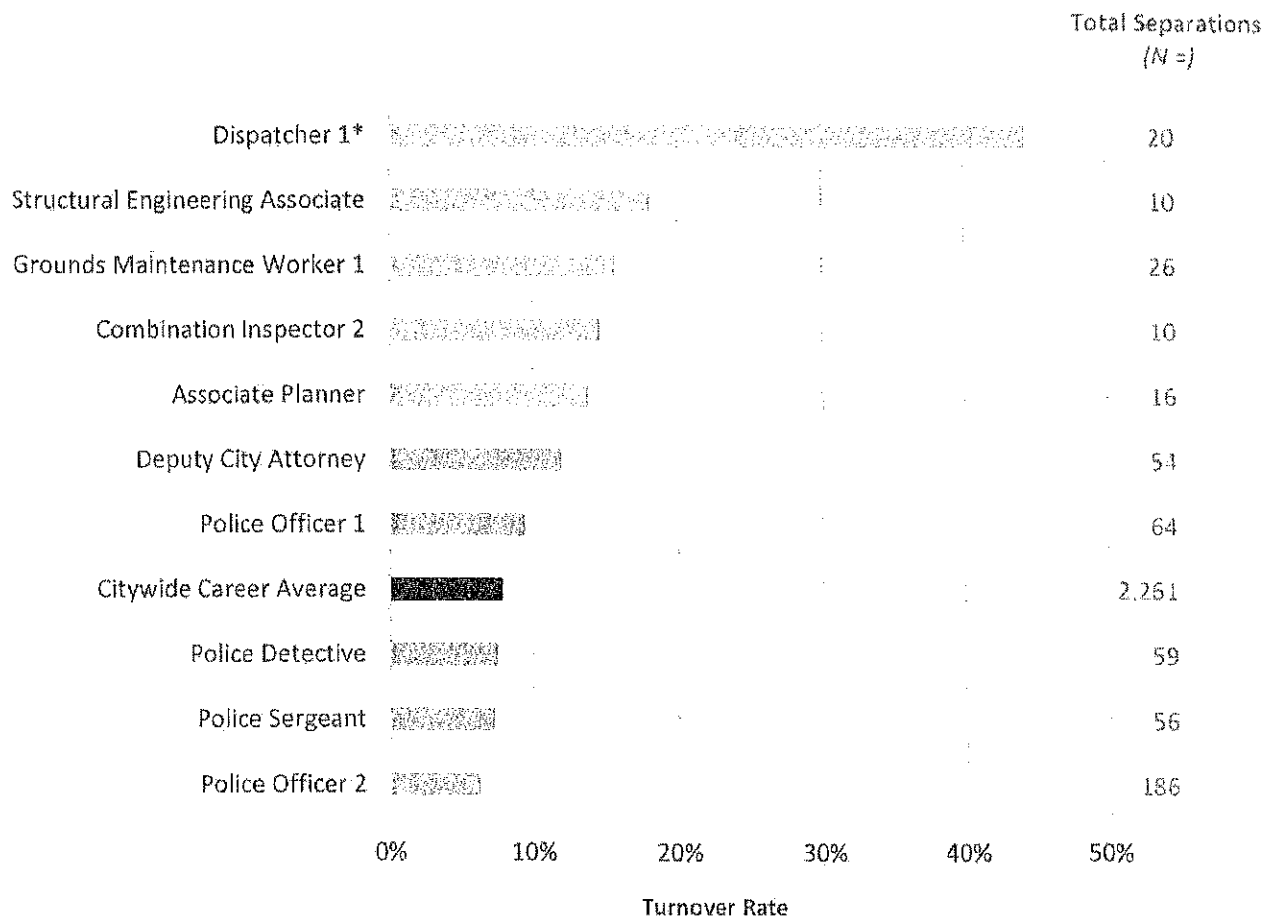 Total Separations
(N =)
Dispatcher 1* 20
Structural Engineering Associate 10
Grounds Maintenance Worker 1 26
Combination Inspector 2 10
Associate Planner 16
Deputy City Attorney 54
Police Officer 1 64
Citywide Career Average 2,261
Police Detective 59
Police Sergeant 56
Police Officer 2 186
0% 10% 20% 30% 40% 50%
Turnover Rate